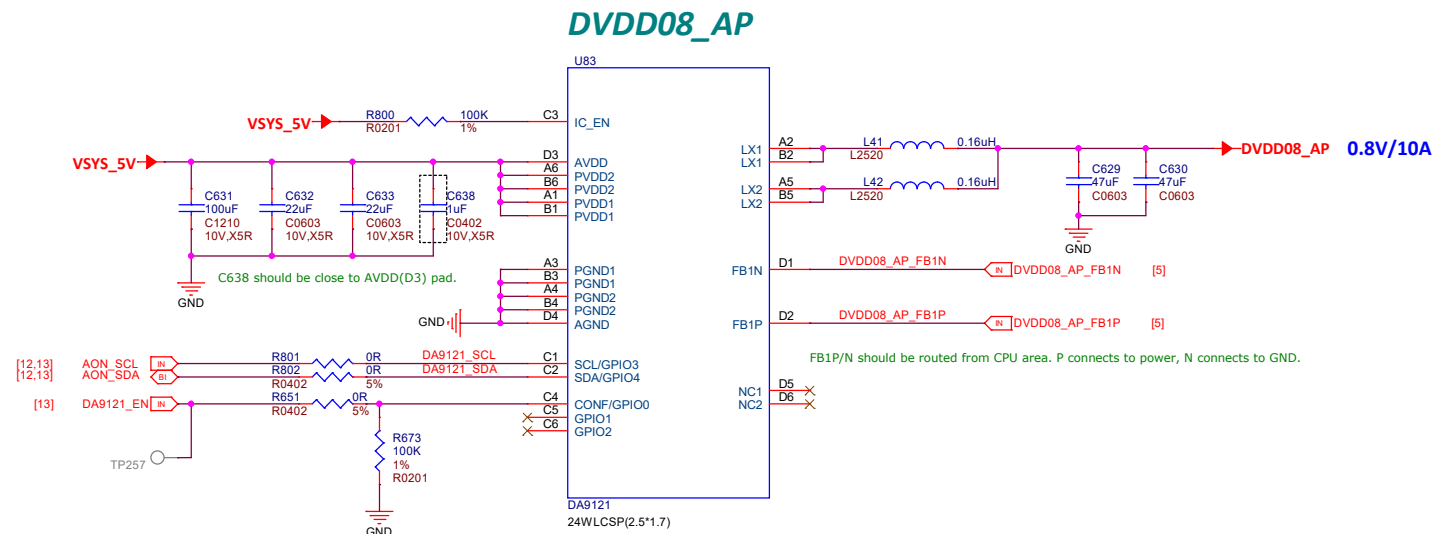 DVDD08_AP
U83
VSYS_5V
R800
100K
R0201
1%
C3
IC_EN
VSYS_5V
D3
AVDD
A6
PVDD2
B6
PVDD2
A1
PVDD1
B1
PVDD1
C631
100uF
C1210
10V,X5R
C632
22uF
C0603
10V,X5R
C633
22uF
C0603
10V,X5R
C638
1uF
C0402
10V,X5R
GND
C638 should be close to AVDD(D3) pad.
A3
PGND1
B3
PGND1
A4
PGND2
B4
PGND2
D4
AGND
GND
[12,13]
AON_SCL
IN
R801
0R
DA9121_SCL
C1
SCL/GPIO3
[12,13]
AON_SDA
BI
R802
0R
DA9121_SDA
C2
SDA/GPIO4
R0402
5%
[13]
DA9121_EN
IN
R651
0R
R0402
5%
C4
CONF/GPIO0
C5
GPIO1
C6
GPIO2
TP257
R673
100K
1%
R0201
GND
DA9121
24WLCSP(2.5*1.7)
LX1
A2
LX1
B2
L41
0.16uH
L2520
LX2
A5
LX2
B5
L42
0.16uH
L2520
DVDD08_AP
0.8V/10A
C629
47uF
C0603
C630
47uF
C0603
GND
FB1N
D1
DVDD08_AP_FB1N
IN
DVDD08_AP_FB1N
[5]
FB1P
D2
DVDD08_AP_FB1P
IN
DVDD08_AP_FB1P
[5]
FB1P/N should be routed from CPU area. P connects to power, N connects to GND.
NC1
D5
NC2
D6